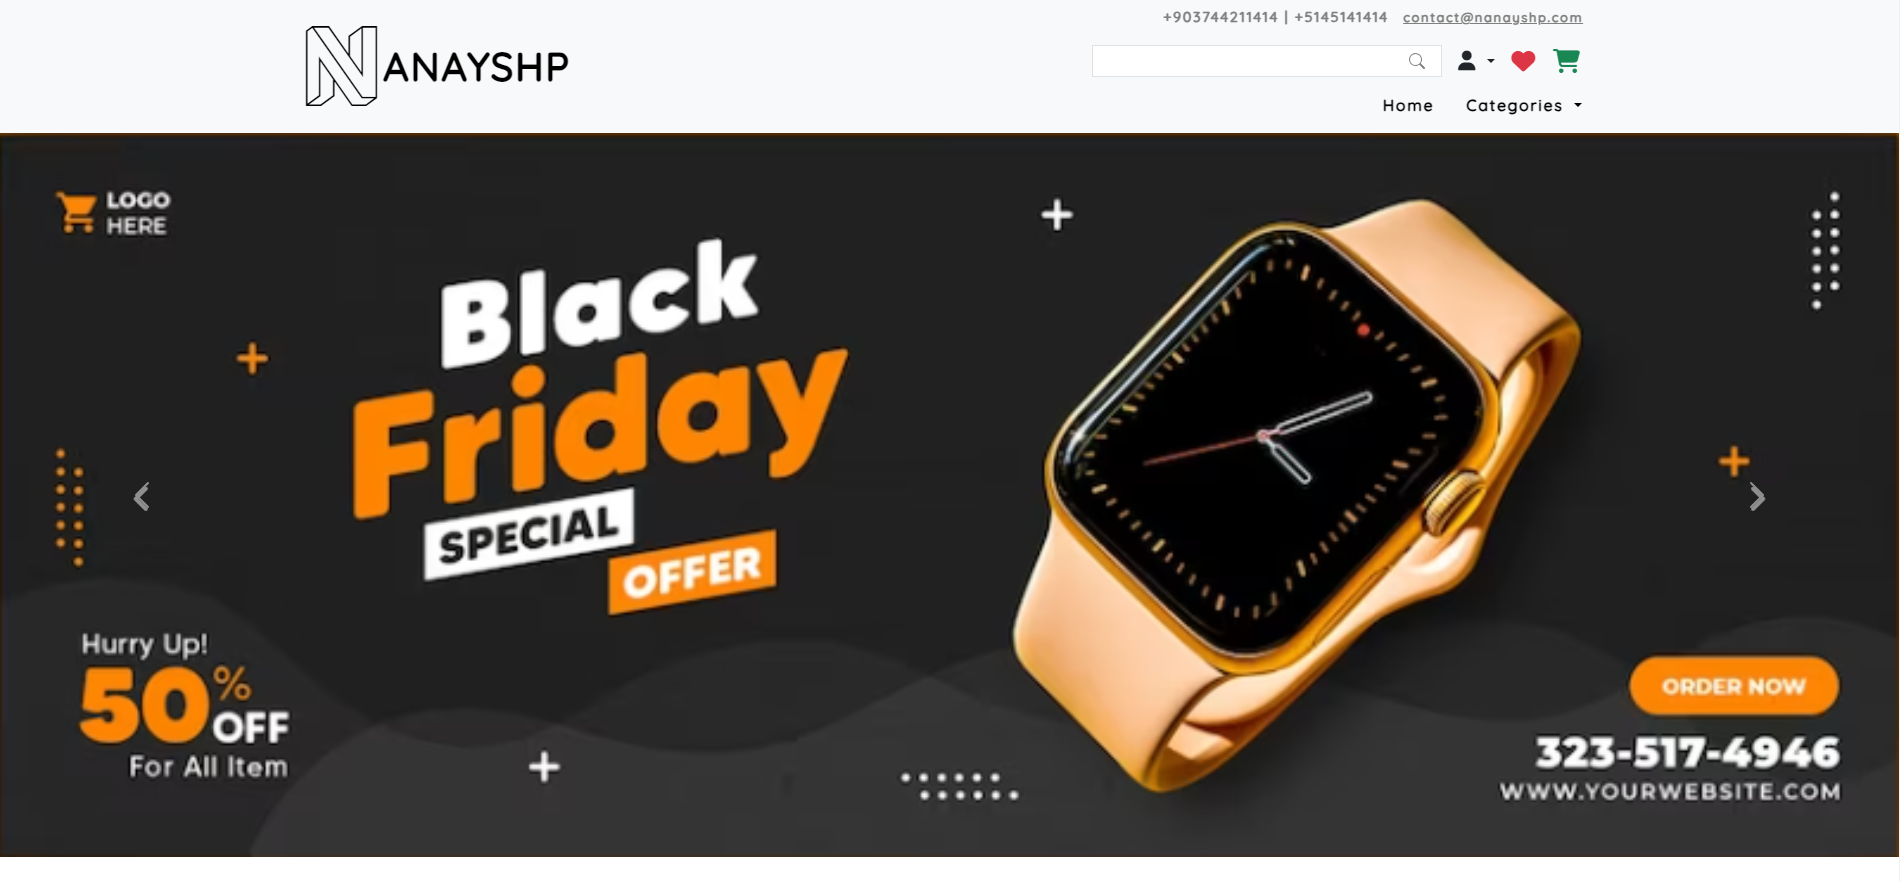 +903744211414 | +5145141414 contact@nanayshp.com
NANAYSHP
Home Categories
LOGO
HERE
Black
Friday
SPECIAL
OFFER
Hurry Up!
50%
OFF
For All Item
ORDER NOW
323-517-4946
WWW.YOURWEBSITE.COM